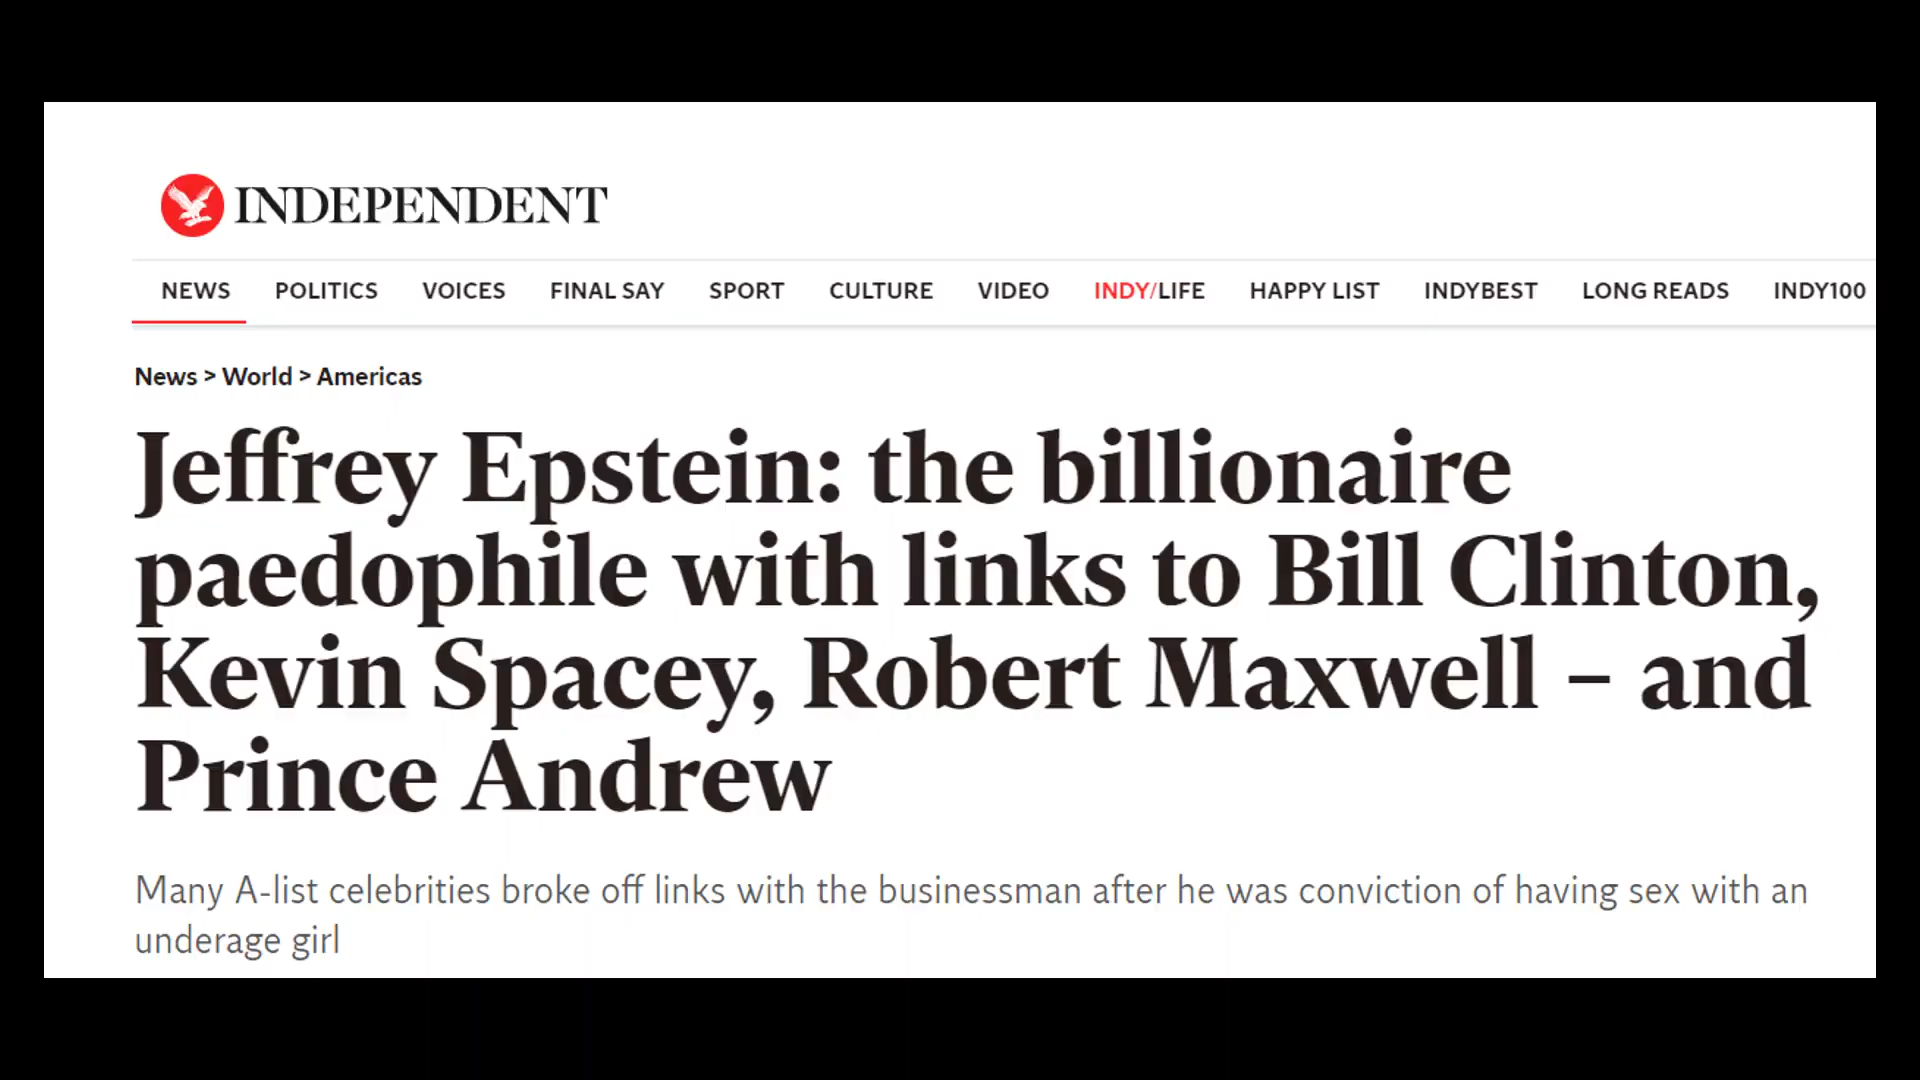 INDEPENDENT
NEWS POLITICS VOICES FINAL SAY SPORT CULTURE VIDEO INDY/LIFE HAPPY LIST INDYBEST LONG READS INDY100
News > World > Americas
Jeffrey Epstein: the billionaire
paedophile with links to Bill Clinton,
Kevin Spacey, Robert Maxwell – and
Prince Andrew
Many A-list celebrities broke off links with the businessman after he was conviction of having sex with an
underage girl